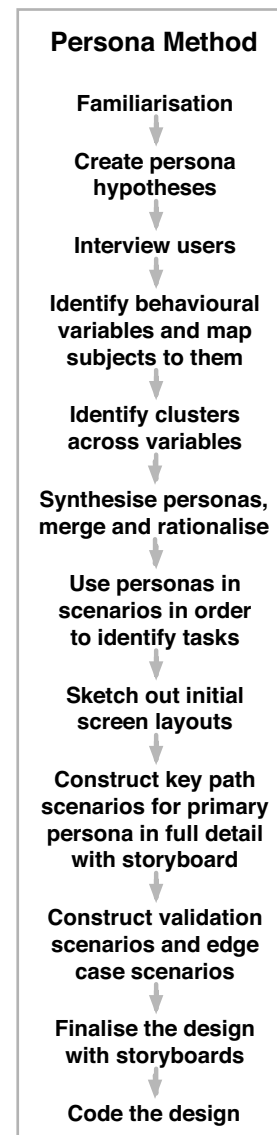 Persona Method
Familiarisation
Create persona
hypotheses
Interview users
Identify behavioural
variables and map
subjects to them
Identify clusters
across variables
Synthesise personas,
merge and rationalise
Use personas in
scenarios in order
to identify tasks
Sketch out initial
screen layouts
Construct key path
scenarios for primary
persona in full detail
with storyboard
Construct validation
scenarios and edge
case scenarios
Finalise the design
with storyboards
Code the design